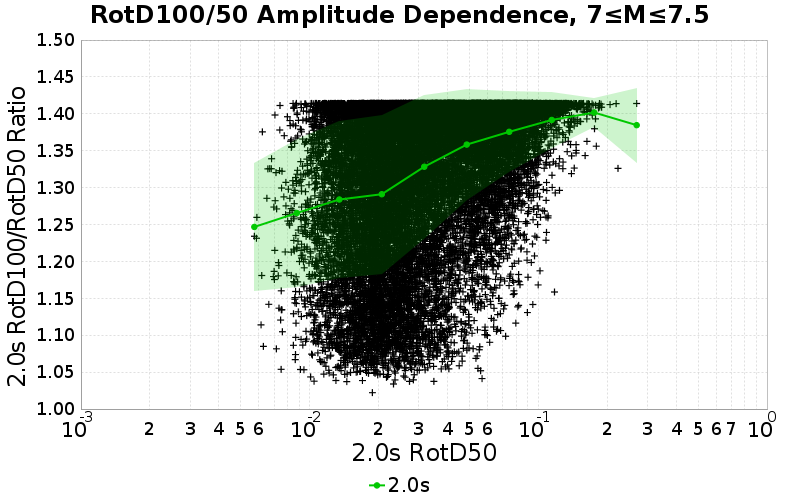 RotD100/50 Amplitude Dependence, 7≤M≤7.5
2.0s RotD100/RotD50 Ratio
1.50
1.45
1.40
1.35
1.30
1.25
1.20
1.15
1.10
1.05
1.00
10-3 2 3 4 5 6 10-2 2 3 4 5 6 10-1 2 3 4 5 6 7 100
2.0s RotD50
2.0s